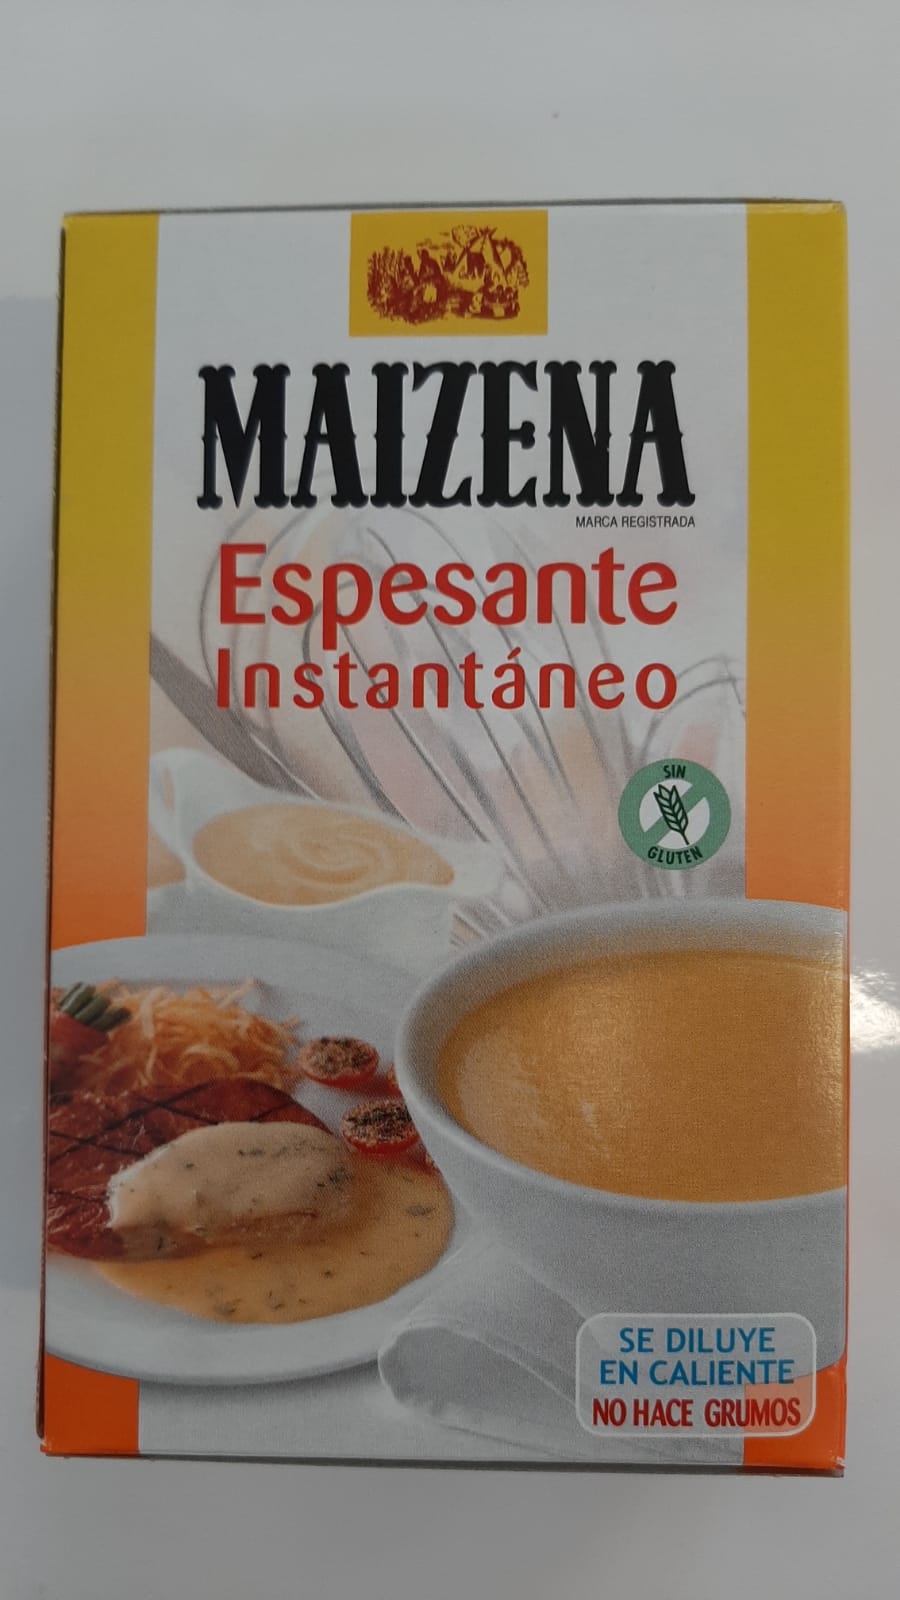 MAIZENA
MARCA REGISTRADA
Espesante
Instantáneo
SIN
GLUTEN
SE DILUYE
EN CALIENTE
NO HACE GRUMOS